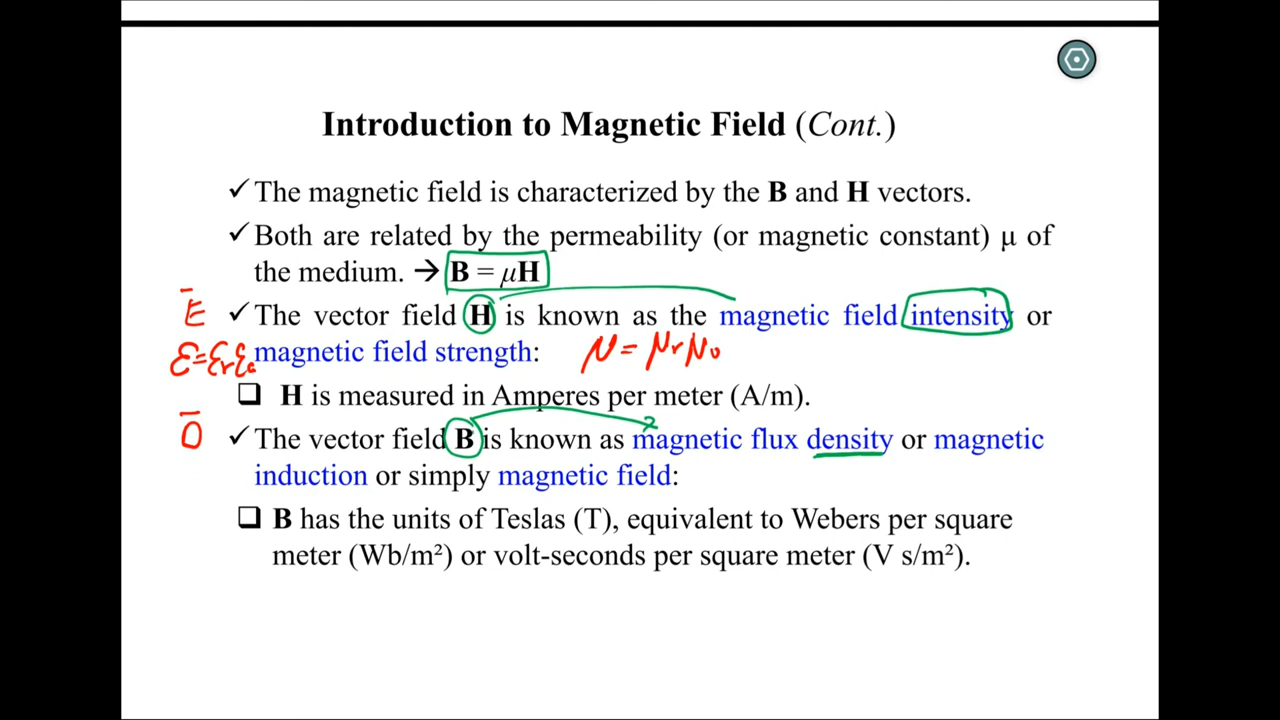 Introduction to Magnetic Field (Cont.)
✓ The magnetic field is characterized by the B and H vectors.
✓ Both are related by the permeability (or magnetic constant) μ of
the medium. → B = μH
E̅ ✓ The vector field H is known as the magnetic field intensity or
ε=εrε₀ magnetic field strength: μ = μr μ₀
❑ H is measured in Amperes per meter (A/m).
D̅ ✓ The vector field B is known as magnetic flux density or magnetic
induction or simply magnetic field:
❑ B has the units of Teslas (T), equivalent to Webers per square
meter (Wb/m²) or volt-seconds per square meter (V s/m²).